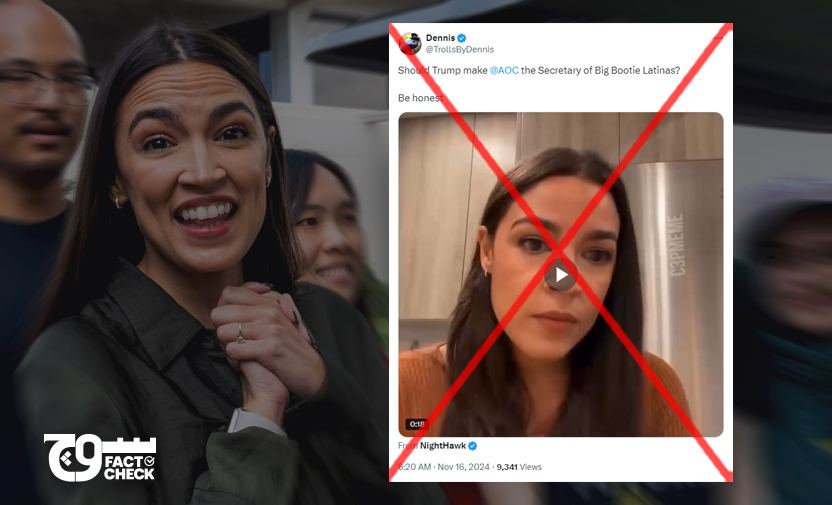 Dennis
@TrollsByDennis
Should Trump make @AOC the Secretary of Big Bootie Latinas?
Be honest
C3PMEME
0:18
From NightHawk
6:20 AM · Nov 16, 2024 · 9,341 Views
FACT
CHECK